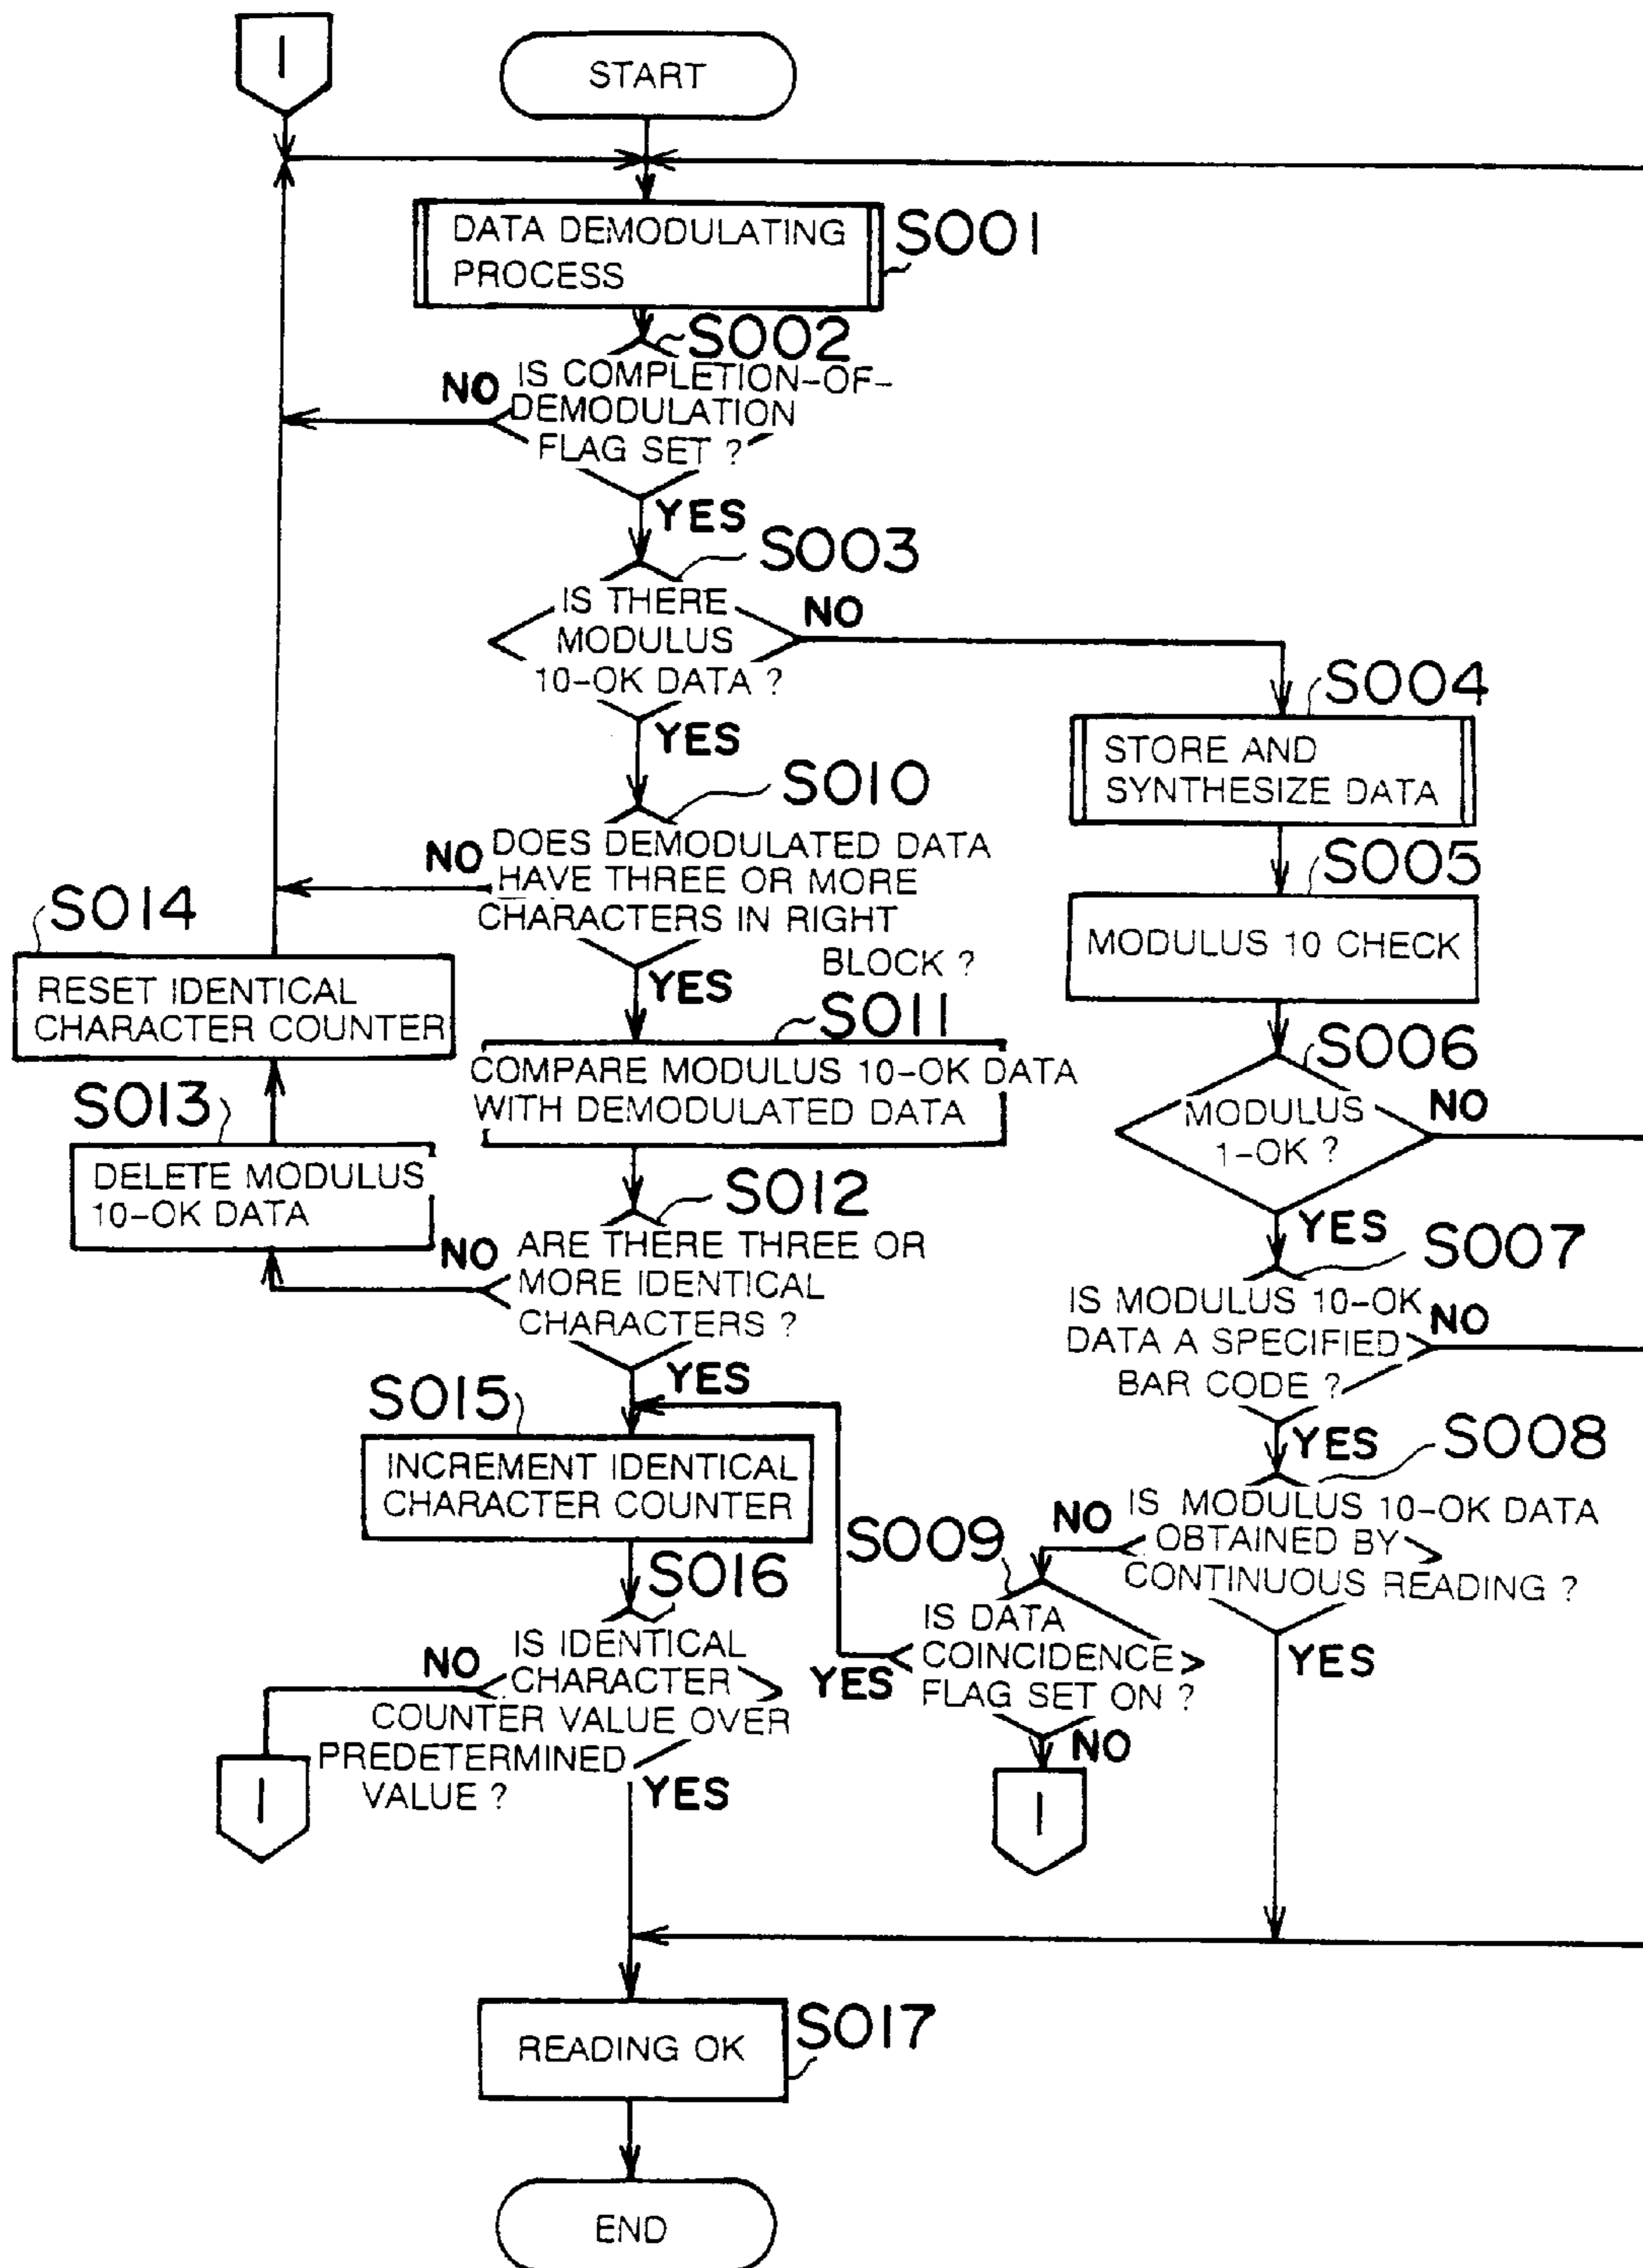 I
START
DATA DEMODULATING
PROCESS
S001
S002
IS COMPLETION-OF-
DEMODULATION
FLAG SET ?
NO
YES
S003
IS THERE
MODULUS
10-OK DATA ?
NO
YES
S004
STORE AND
SYNTHESIZE DATA
S005
MODULUS 10 CHECK
S006
MODULUS
1-OK ?
NO
YES
S007
IS MODULUS 10-OK
DATA A SPECIFIED
BAR CODE ?
NO
YES
S008
IS MODULUS 10-OK DATA
OBTAINED BY
CONTINUOUS READING ?
NO
YES
S009
IS DATA
COINCIDENCE
FLAG SET ON ?
YES
NO
I
S010
DOES DEMODULATED DATA
HAVE THREE OR MORE
CHARACTERS IN RIGHT
BLOCK ?
NO
YES
S011
COMPARE MODULUS 10-OK DATA
WITH DEMODULATED DATA
S012
ARE THERE THREE OR
MORE IDENTICAL
CHARACTERS ?
NO
YES
S013
DELETE MODULUS
10-OK DATA
S014
RESET IDENTICAL
CHARACTER COUNTER
S015
INCREMENT IDENTICAL
CHARACTER COUNTER
S016
IS IDENTICAL
CHARACTER
COUNTER VALUE OVER
PREDETERMINED
VALUE ?
NO
YES
I
S017
READING OK
END